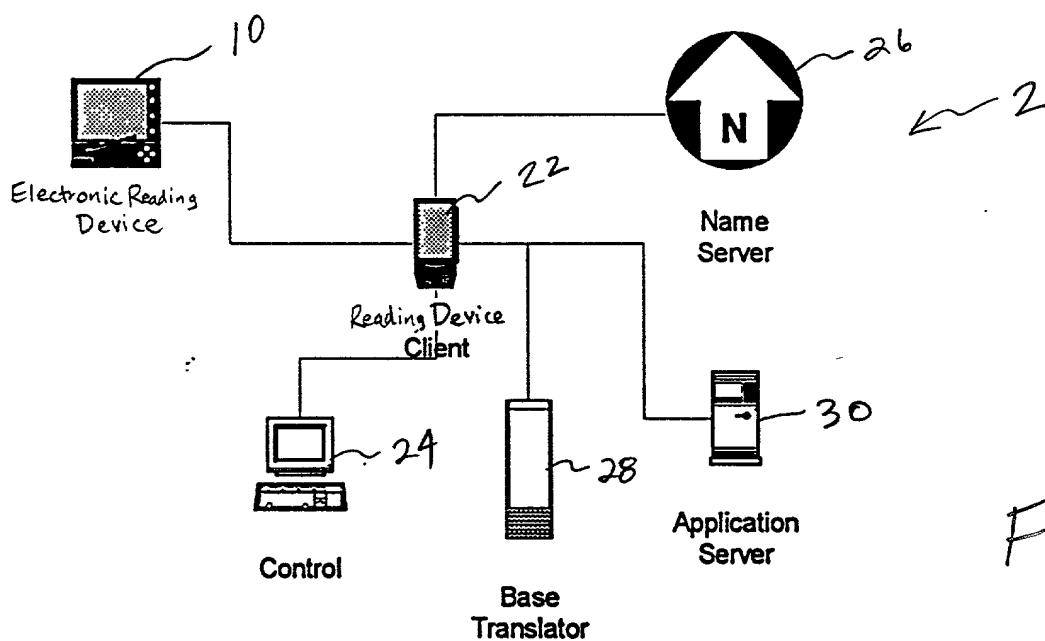 10
26
2
N
Electronic Reading
Device
22
Name
Server
Reading Device
Client
24
28
30
Control
Base
Translator
Application
Server
F